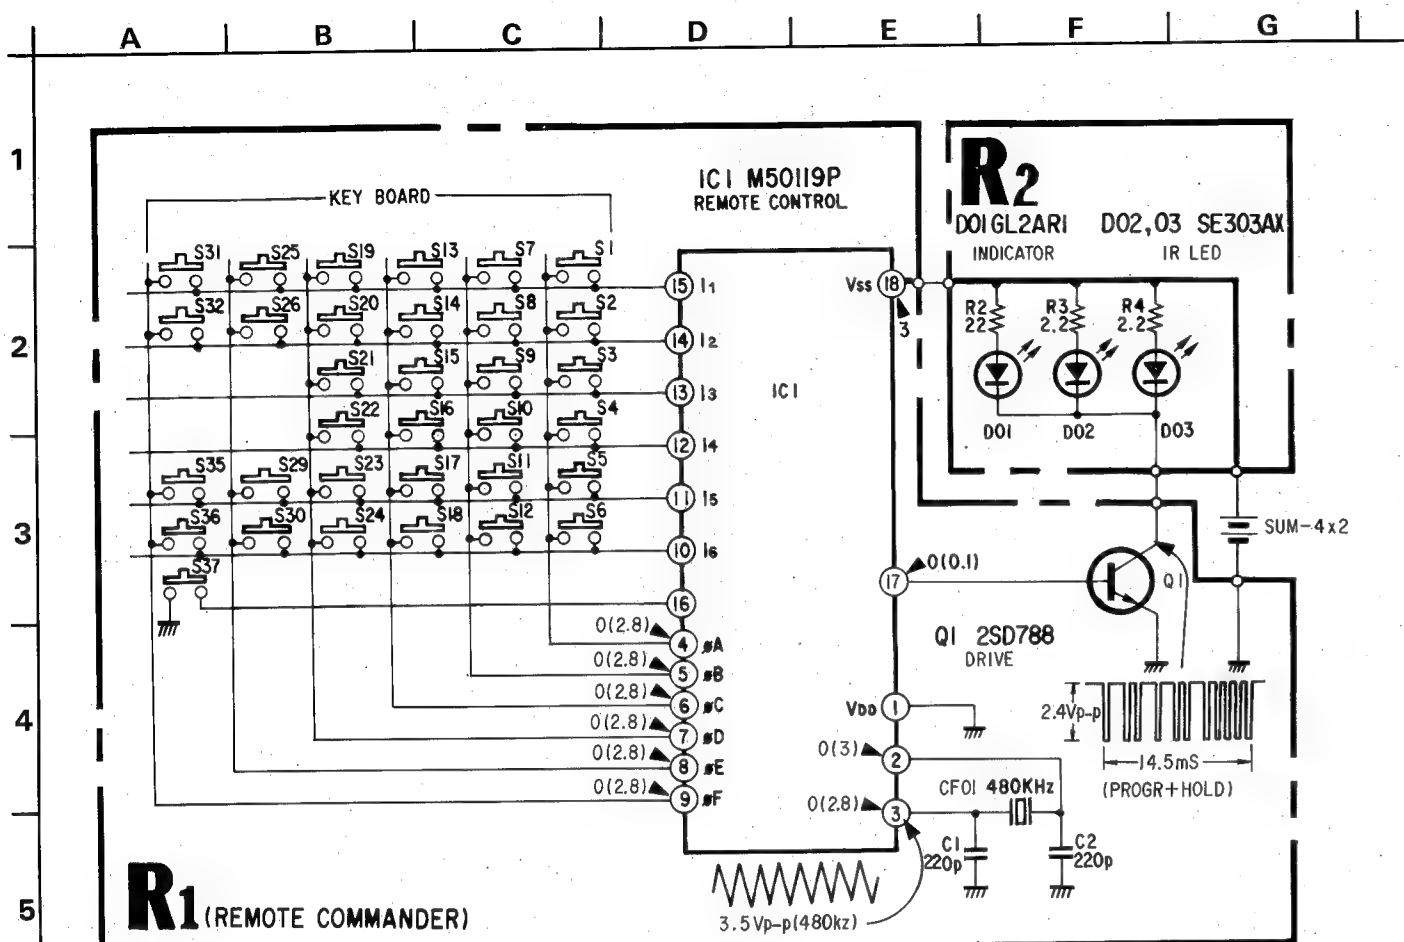 A B C D E F G
1
IC1 M50119P
REMOTE CONTROL
R2
D01 GL2AR1 D02,03 SE303AX
INDICATOR IR LED
KEY BOARD
S31 S25 S19 S13 S7 S1
15 I1
VSS 18
3
R2 22 R3 2.2 R4 2.2
S32 S26 S20 S14 S8 S2
2
14 I2
S21 S15 S9 S3
13 I3
IC1
S22 S16 S10 S4
12 I4
D01 D02 D03
S35 S29 S23 S17 S11 S5
11 I5
S36 S30 S24 S18 S12 S6
3
10 I6
SUM-4x2
S37
16
17 0(0.1)
Q1
0(2.8) 4 øA
Q1 2SD788
DRIVE
0(2.8) 5 øB
0(2.8) 6 øC
VDD 1
2.4Vp-p
4
0(2.8) 7 øD
0(2.8) 8 øE
0(3) 2
14.5mS
(PROGR+HOLD)
0(2.8) 9 øF
CF01 480KHz
0(2.8) 3
C1 220p
C2 220p
5
R1 (REMOTE COMMANDER)
3.5Vp-p(480kz)